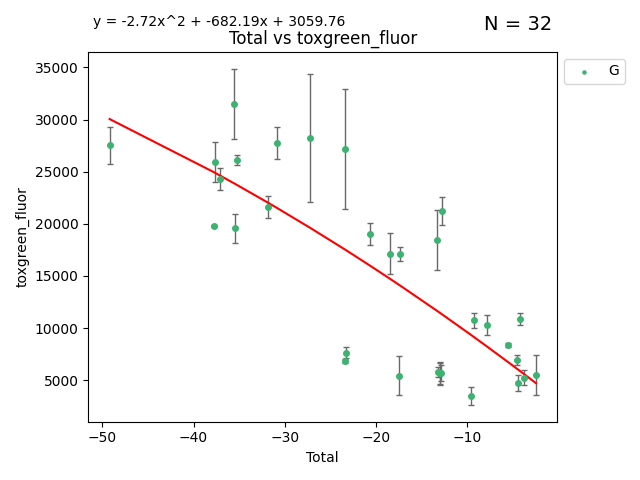 y = -2.72x^2 + -682.19x + 3059.76
N = 32
Total vs toxgreen_fluor
G
35000
30000
25000
20000
15000
10000
5000
toxgreen_fluor
−50
−40
−30
−20
−10
Total